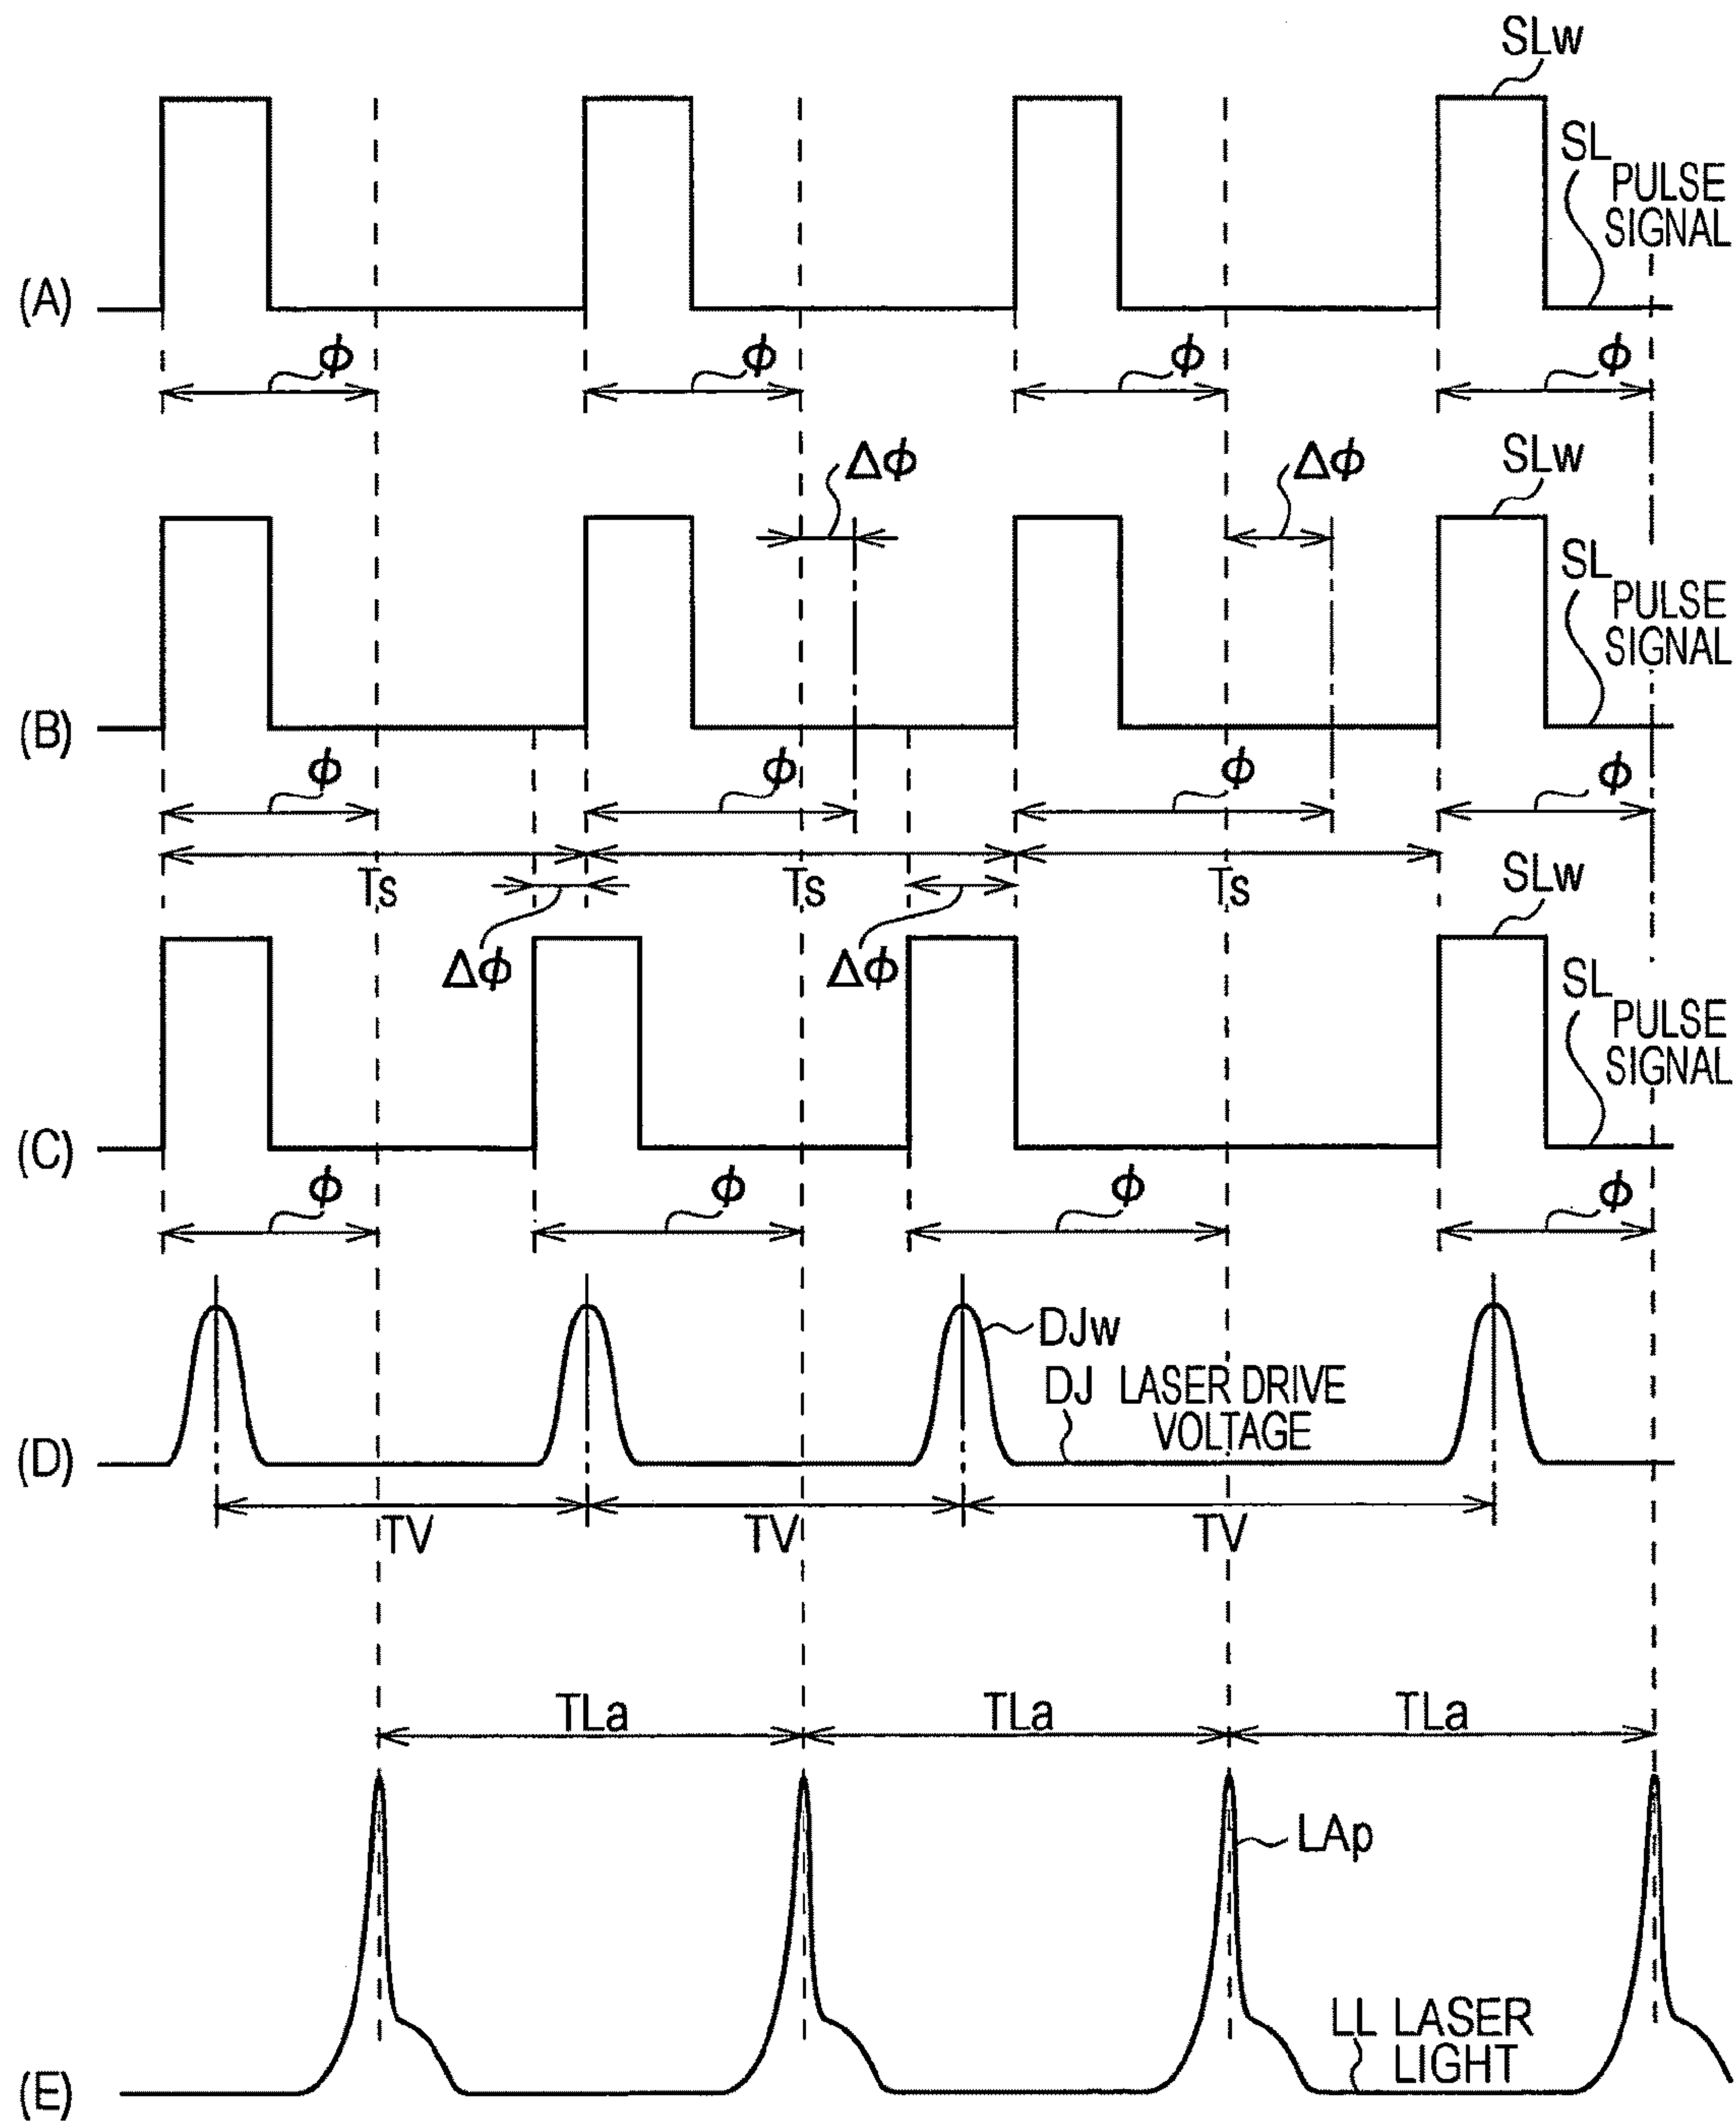 SLw
SL
PULSE
SIGNAL
(A)
ϕ ϕ ϕ ϕ
Δϕ Δϕ SLw
SL
PULSE
SIGNAL
(B)
ϕ ϕ ϕ ϕ
Ts Ts Ts SLw
Δϕ Δϕ SL
PULSE
SIGNAL
(C)
ϕ ϕ ϕ ϕ
DJw
DJ LASER DRIVE
VOLTAGE
(D)
TV TV TV
TLa TLa TLa
LAp
LL LASER
LIGHT
(E)